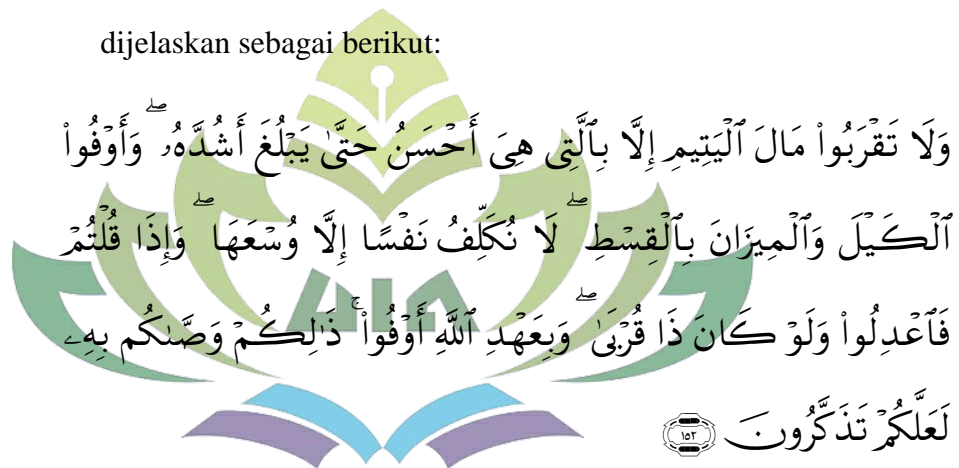 dijelaskan sebagai berikut:
وَلَا تَقْرَبُوا۟ مَالَ ٱلْيَتِيمِ إِلَّا بِٱلَّتِى هِىَ أَحْسَنُ حَتَّىٰ يَبْلُغَ أَشُدَّهُۥ ۖ وَأَوْفُوا۟
ٱلْكَيْلَ وَٱلْمِيزَانَ بِٱلْقِسْطِ ۖ لَا نُكَلِّفُ نَفْسًا إِلَّا وُسْعَهَا ۖ وَإِذَا قُلْتُمْ
فَٱعْدِلُوا۟ وَلَوْ كَانَ ذَا قُرْبَىٰ ۖ وَبِعَهْدِ ٱللَّهِ أَوْفُوا۟ ۚ ذَٰلِكُمْ وَصَّىٰكُم بِهِۦ
لَعَلَّكُمْ تَذَكَّرُونَ ١٥٢